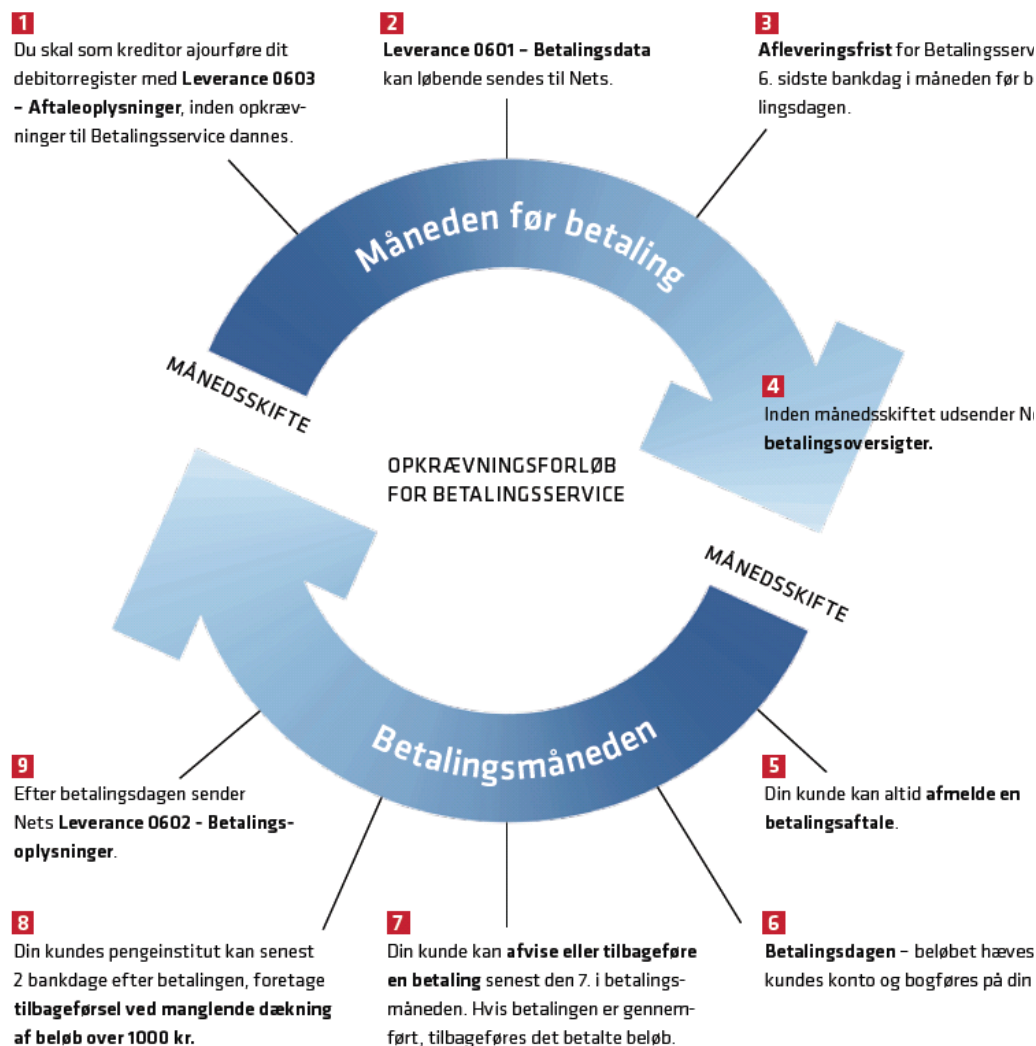 1
Du skal som kreditor ajourføre dit
debitorregister med Leverance 0603
– Aftaleoplysninger, inden opkræv-
ninger til Betalingsservice dannes.
2
Leverance 0601 – Betalingsdata
kan løbende sendes til Nets.
3
Afleveringsfrist for
6. sidste bankdag i måneden før
lingsdagen.
Måneden før betaling
MÅNEDSSKIFTE
4
Inden månedsskiftet udsender
betalingsoversigter.
OPKRÆVNINGSFORLØB
FOR BETALINGSSERVICE
MÅNEDSSKIFTE
Betalingsmåneden
5
Din kunde kan altid afmelde en
betalingsaftale.
6
Betalingsdagen – beløbet hæves
kundes konto og bogføres på din
7
Din kunde kan afvise eller tilbageføre
en betaling senest den 7. i betalings-
måneden. Hvis betalingen er gennem-
ført, tilbageføres det betalte beløb.
8
Din kundes pengeinstitut kan senest
2 bankdage efter betalingen, foretage
tilbageførsel ved manglende dækning
af beløb over 1000 kr.
9
Efter betalingsdagen sender
Nets Leverance 0602 - Betalings-
oplysninger.